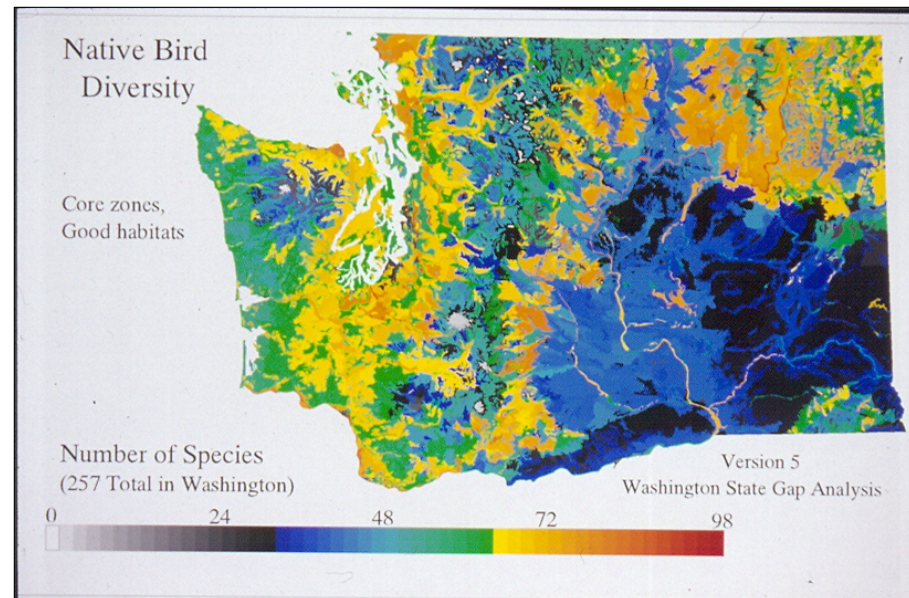 Native Bird
Diversity
Core zones,
Good habitats
Number of Species
(257 Total in Washington)
Version 5
Washington State Gap Analysis
0 24 48 72 98